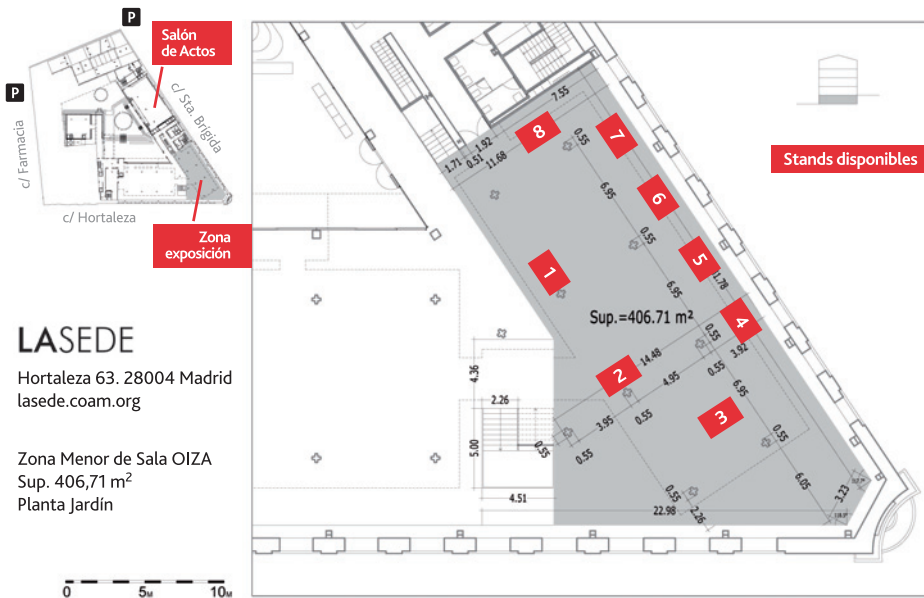 P
Salón
de Actos
P
c/ Sta. Brígida
c/ Farmacia
c/ Hortaleza
Zona
exposición
LASEDE
Hortaleza 63. 28004 Madrid
lasede.coam.org
Zona Menor de Sala OIZA
Sup. 406,71 m²
Planta Jardín
0 5M 10M
Stands disponibles
7.55
8
7
0.55
1.92
0.51
1.71
11.68
6.95
6
0.55
5
1
6.95
1.78
Sup.=406.71 m²
4
0.55
3.92
14.48
2
4.95
0.55
6.95
4.36
2.26
3
3.95
0.55
0.55
5.00
0.55
0.55
4.51
0.55
6.05
3.23
22.98
2.26